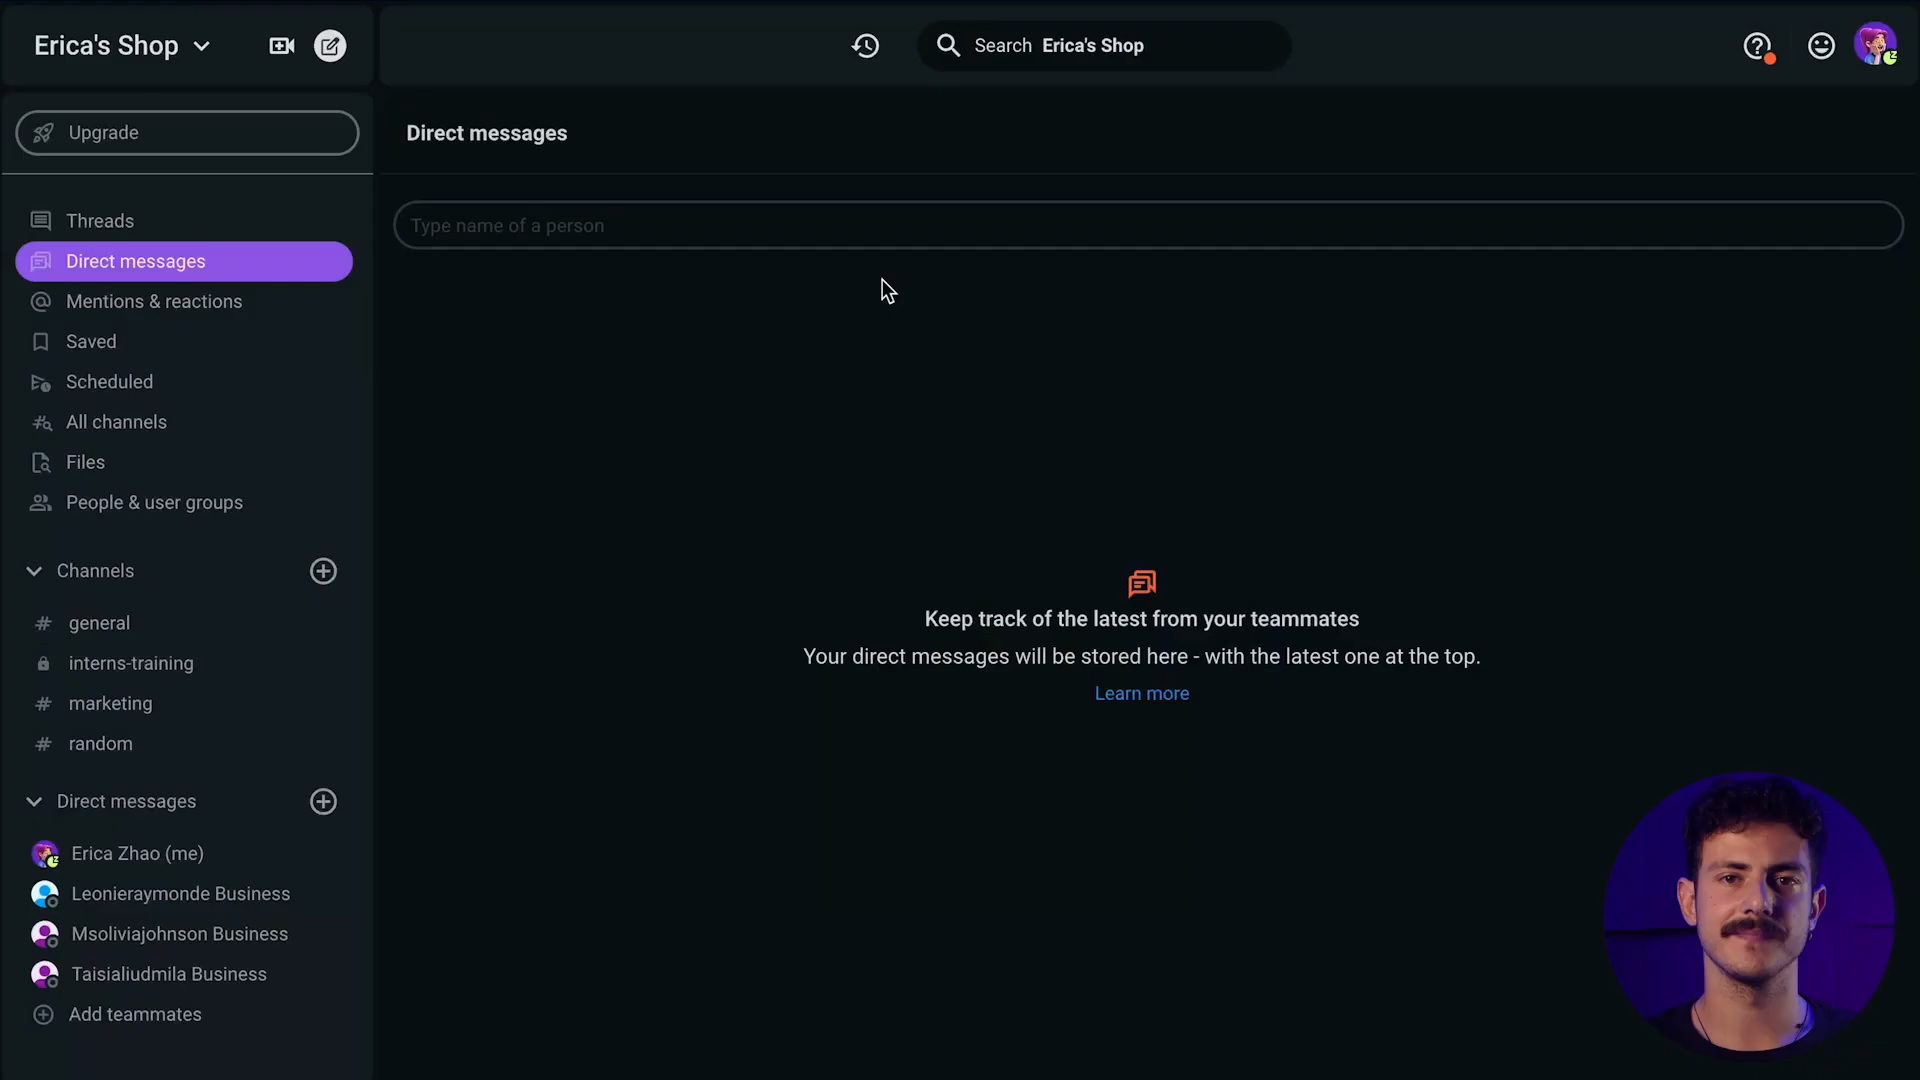 Erica's Shop
Search Erica's Shop
Upgrade
Direct messages
Type name of a person
Threads
Direct messages
Mentions & reactions
Saved
Scheduled
All channels
Files
People & user groups
Channels
# general
interns-training
# marketing
# random
Direct messages
Erica Zhao (me)
Leonieraymonde Business
Msoliviajohnson Business
Taisialiudmila Business
Add teammates
Keep track of the latest from your teammates
Your direct messages will be stored here - with the latest one at the top.
Learn more